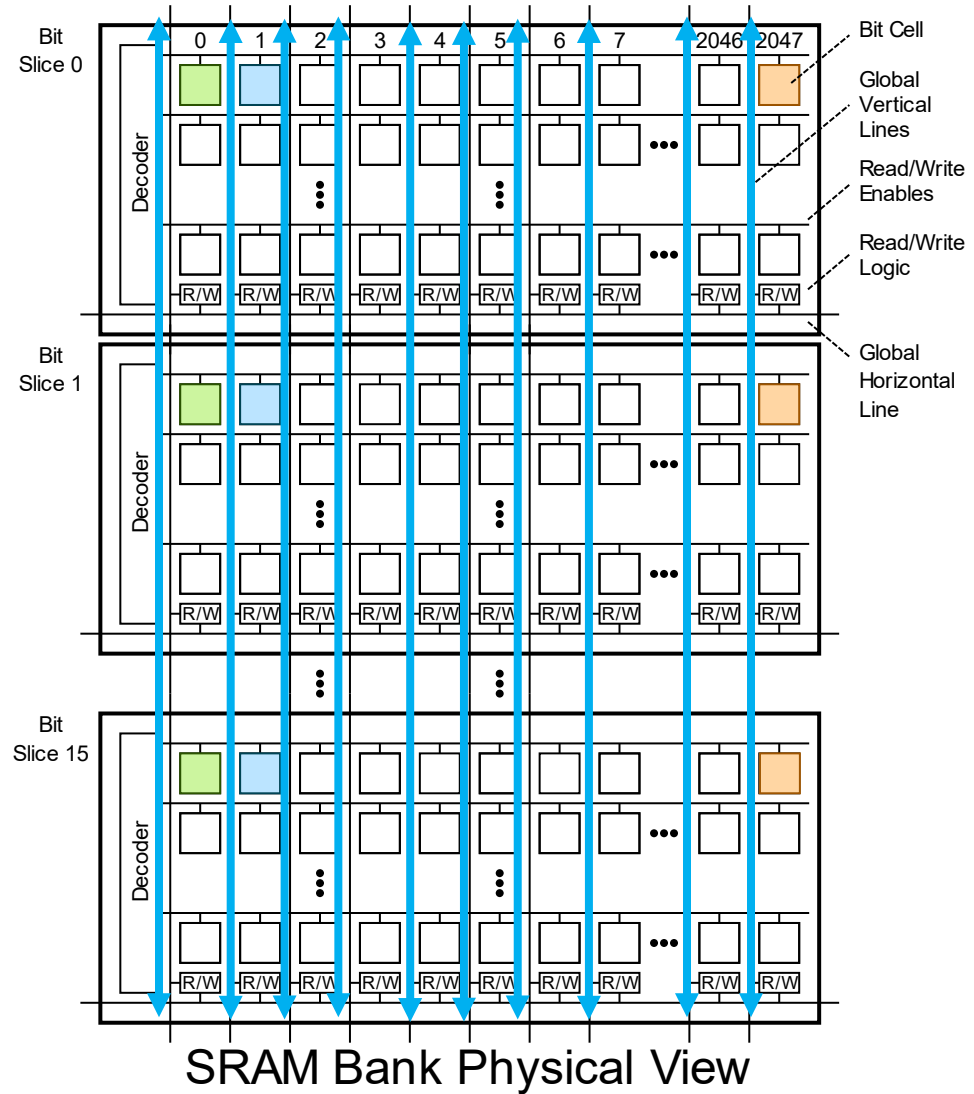 Bit
Slice 0
0 1 2 3 4 5 6 7 2046 2047
Decoder
R/W R/W R/W R/W R/W R/W R/W R/W R/W R/W
Bit Cell
Global
Vertical
Lines
Read/Write
Enables
Read/Write
Logic
Global
Horizontal
Line
Bit
Slice 1
Decoder
R/W R/W R/W R/W R/W R/W R/W R/W R/W R/W
Bit
Slice 15
Decoder
R/W R/W R/W R/W R/W R/W R/W R/W R/W R/W
SRAM Bank Physical View